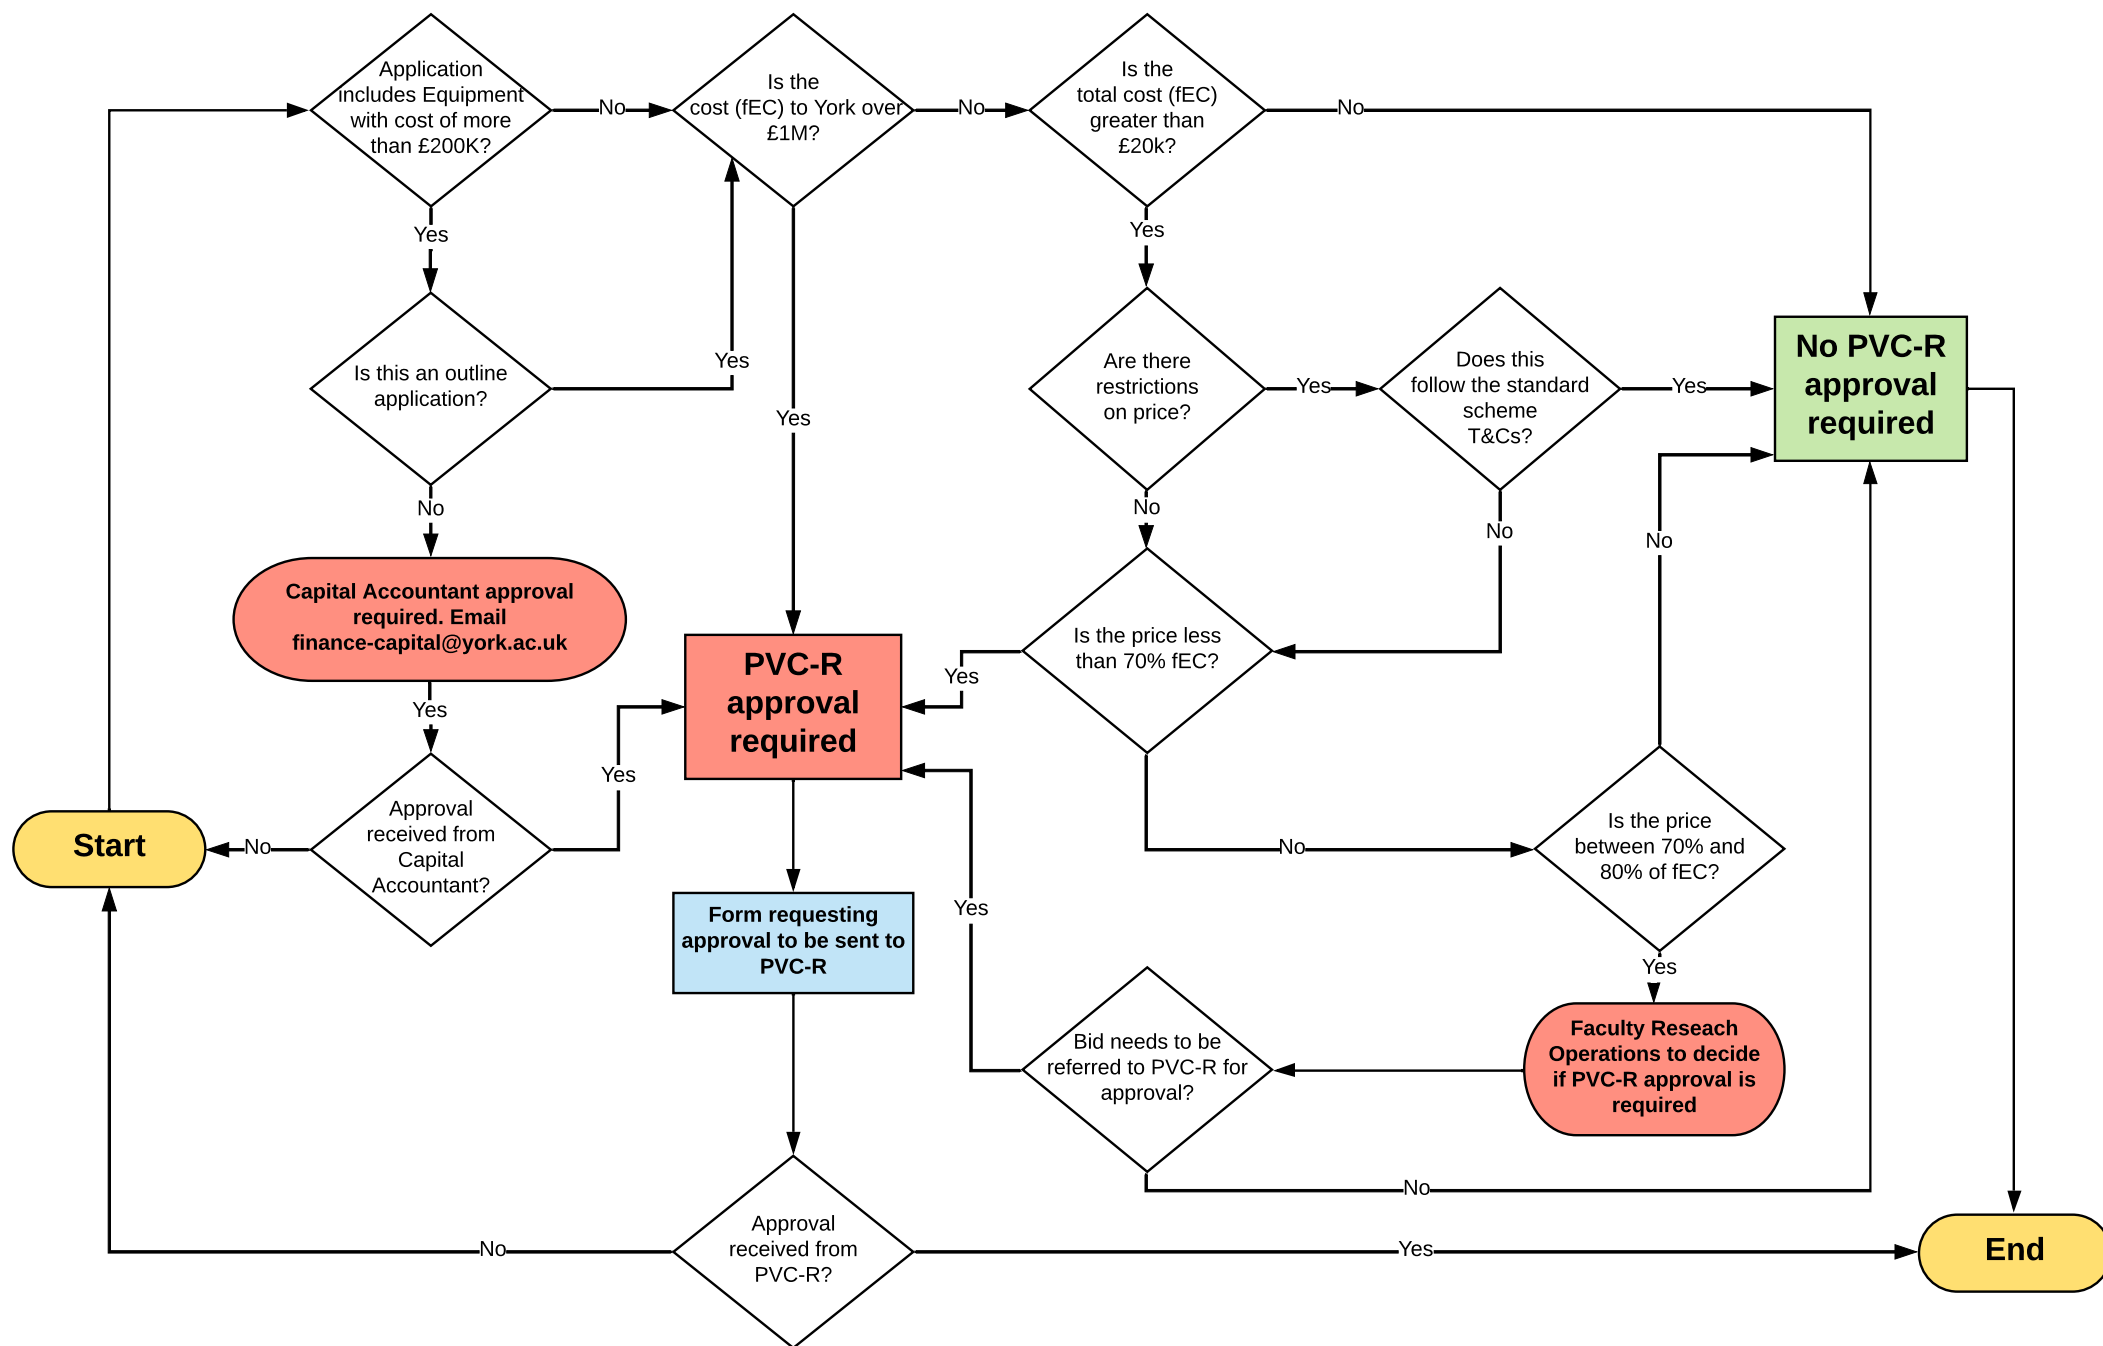 Application
includes Equipment
with cost of more
than £200K?
No
Is the
cost (fEC) to York over
£1M?
No
Is the
total cost (fEC)
greater than
£20k?
No
Yes
Yes
Is this an outline
application?
Yes
Yes
Are there
restrictions
on price?
Yes
Does this
follow the standard
scheme
T&Cs?
Yes
No PVC-R
approval
required
No
No
No
No
Capital Accountant approval
required. Email
finance-capital@york.ac.uk
Yes
PVC-R
approval
required
Yes
Is the price less
than 70% fEC?
Yes
Start
No
Approval
received from
Capital
Accountant?
No
Is the price
between 70% and
80% of fEC?
Form requesting
approval to be sent to
PVC-R
Yes
Yes
Bid needs to be
referred to PVC-R for
approval?
Faculty Reseach
Operations to decide
if PVC-R approval is
required
No
No
Approval
received from
PVC-R?
Yes
End